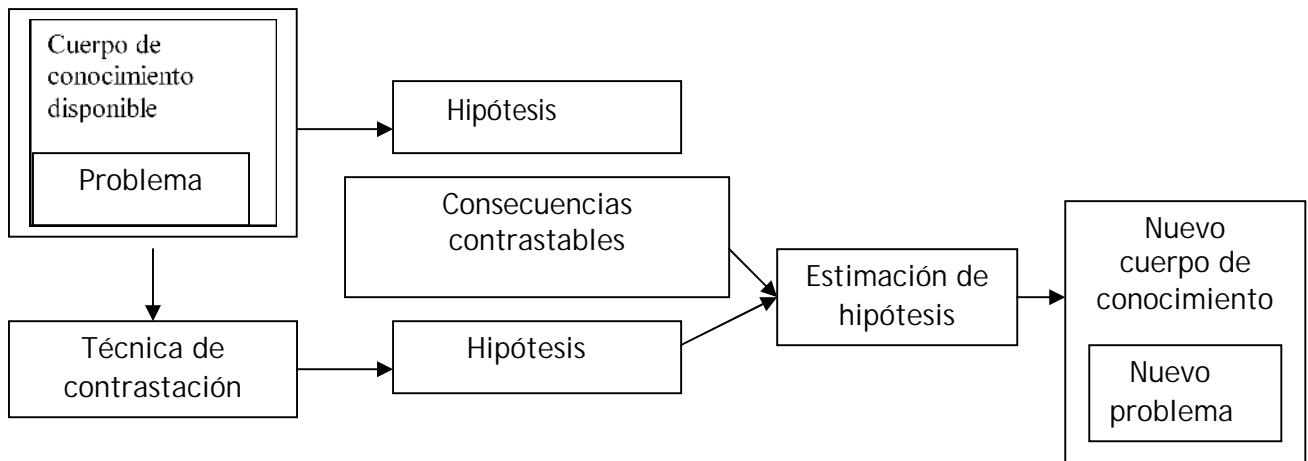 Cuerpo de
conocimiento
disponible
Problema
Hipótesis
Consecuencias
contrastables
Técnica de
contrastación
Hipótesis
Estimación de
hipótesis
Nuevo
cuerpo de
conocimiento
Nuevo
problema